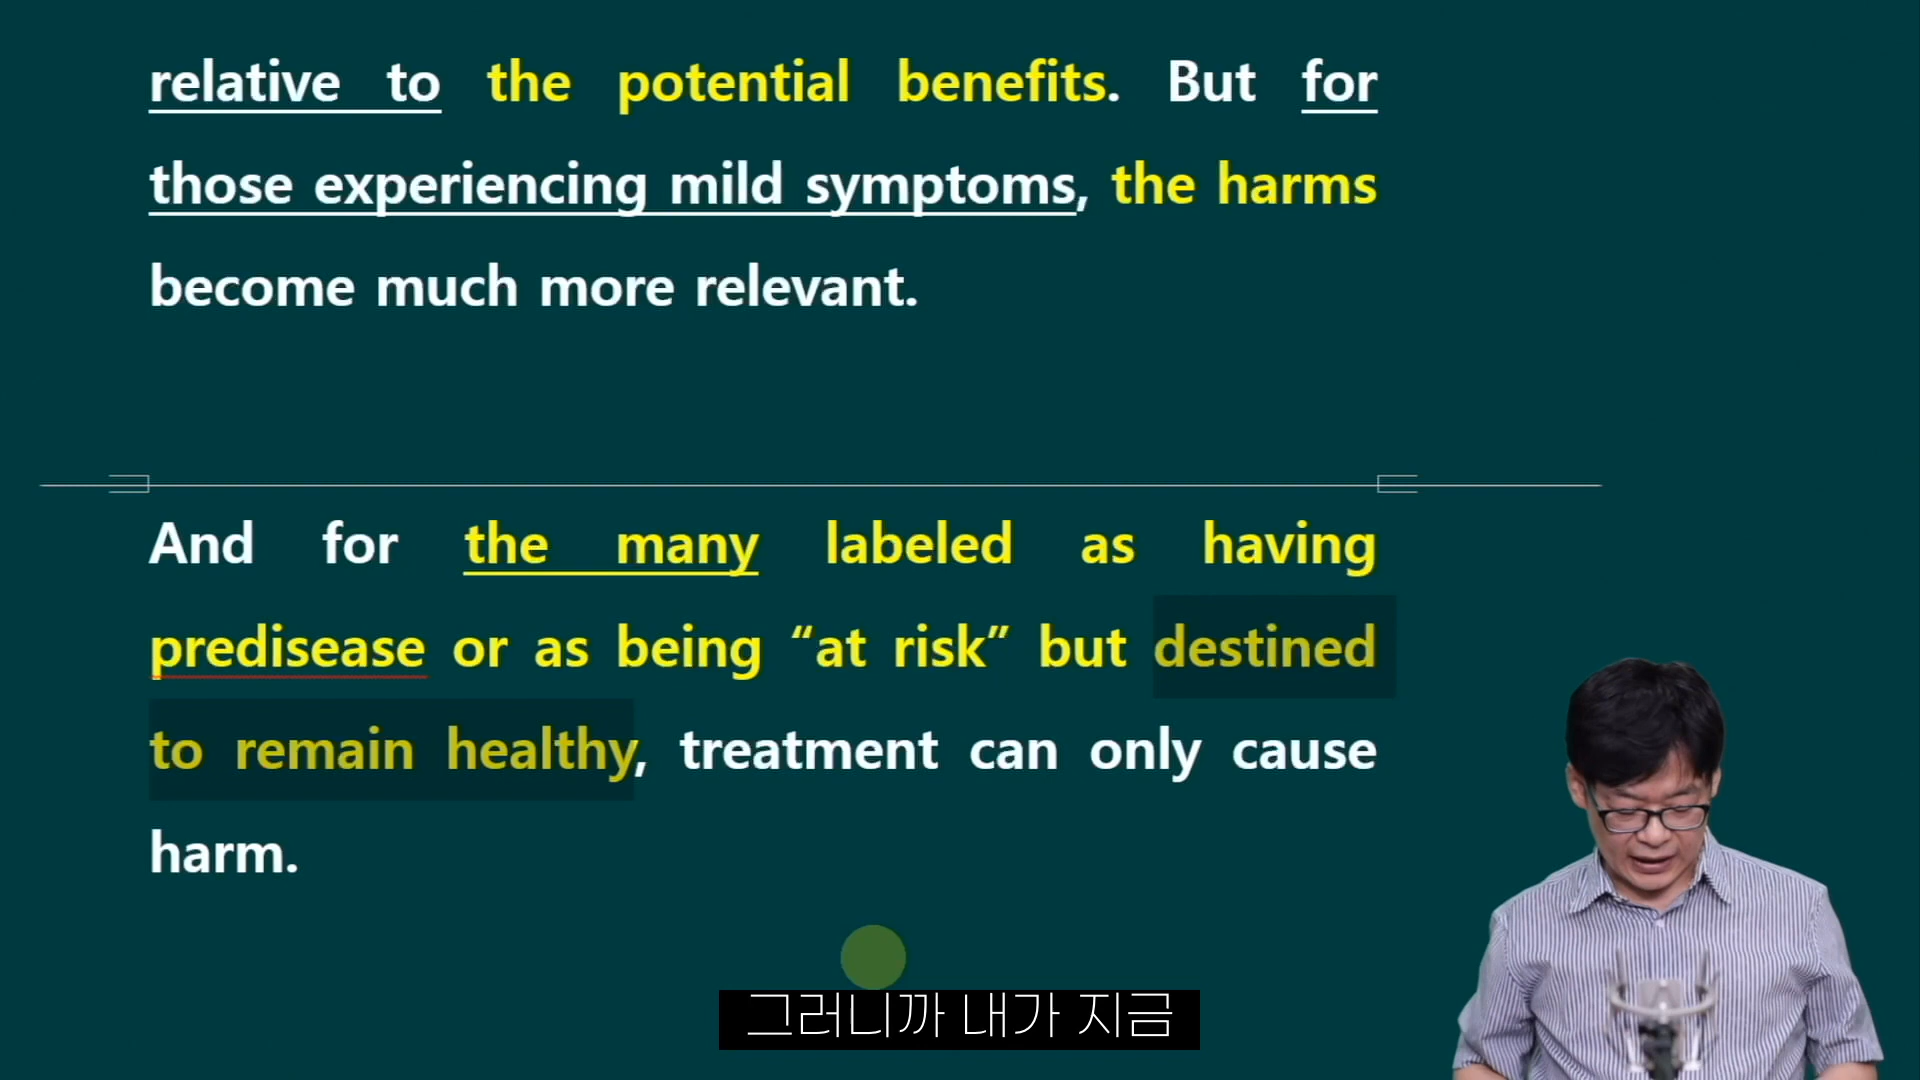 relative to the potential benefits. But for
those experiencing mild symptoms, the harms
become much more relevant.
And for the many labeled as having
predisease or as being “at risk” but destined
to remain healthy, treatment can only cause
harm.
그러니까 내가 지금